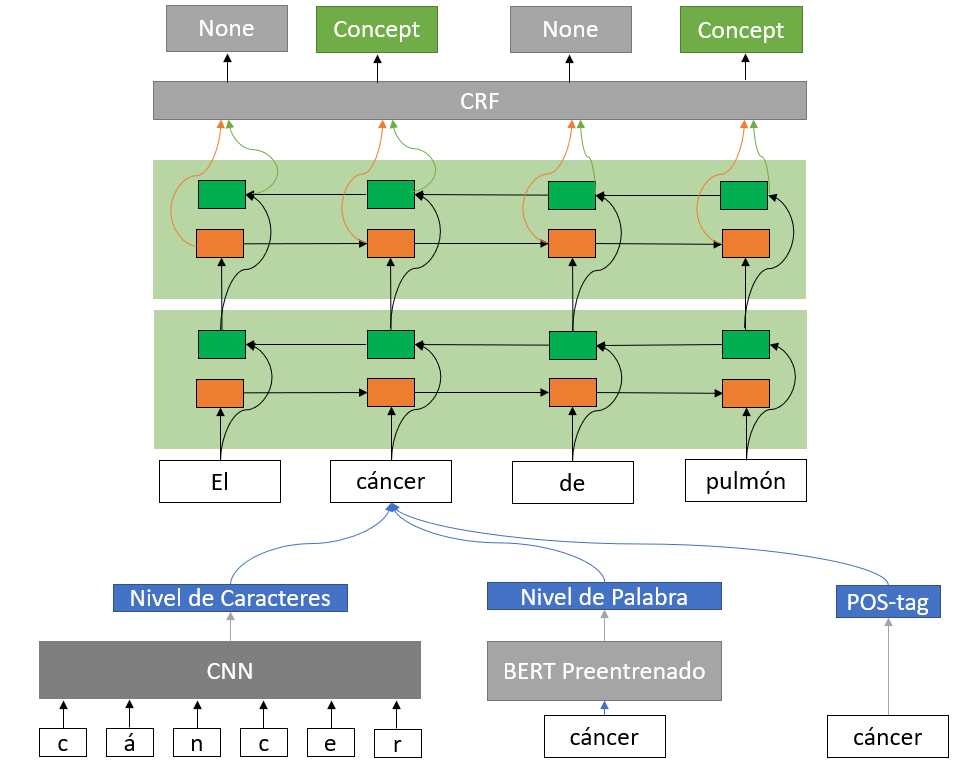 None
Concept
None
Concept
CRF
El
cáncer
de
pulmón
Nivel de Caracteres
Nivel de Palabra
POS-tag
CNN
BERT Preentrenado
c
á
n
c
e
r
cáncer
cáncer